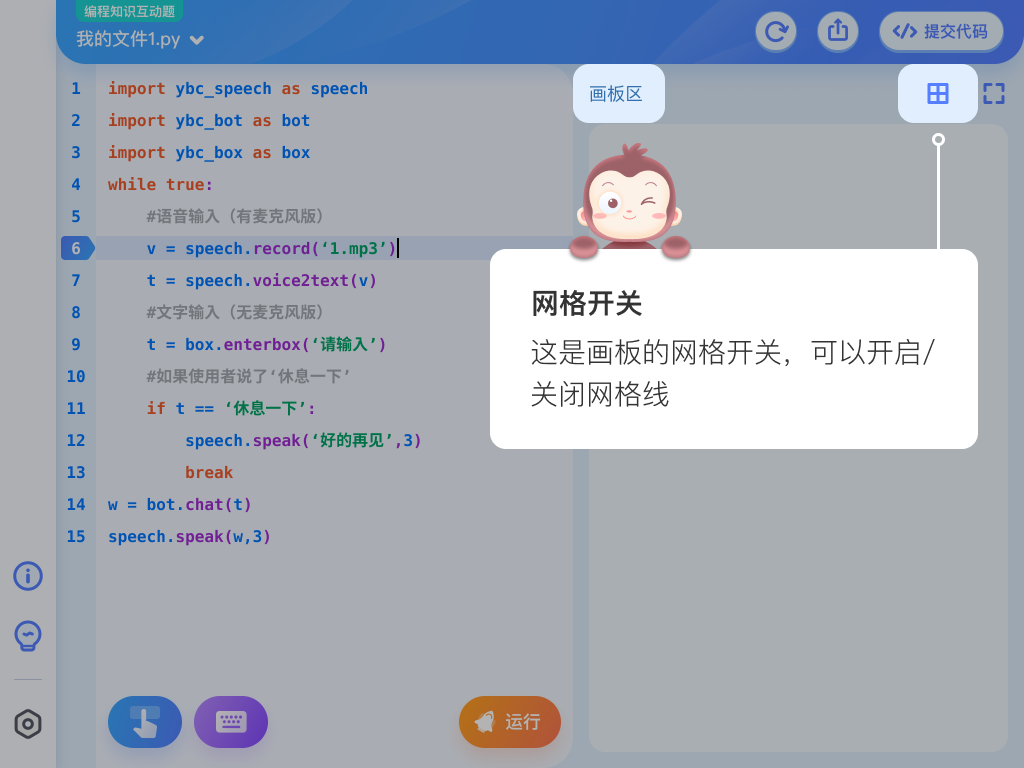 编程知识互动题
我的文件1.py
提交代码
画板区
1 import ybc_speech as speech
2 import ybc_bot as bot
3 import ybc_box as box
4 while true:
5 #语音输入（有麦克风版）
6 v = speech.record(‘1.mp3’)
7 t = speech.voice2text(v)
8 #文字输入（无麦克风版）
9 t = box.enterbox(‘请输入’)
10 #如果使用者说了‘休息一下’
11 if t == ‘休息一下’:
12 speech.speak(‘好的再见’,3)
13 break
14 w = bot.chat(t)
15 speech.speak(w,3)
网格开关
这是画板的网格开关，可以开启/
关闭网格线
运行